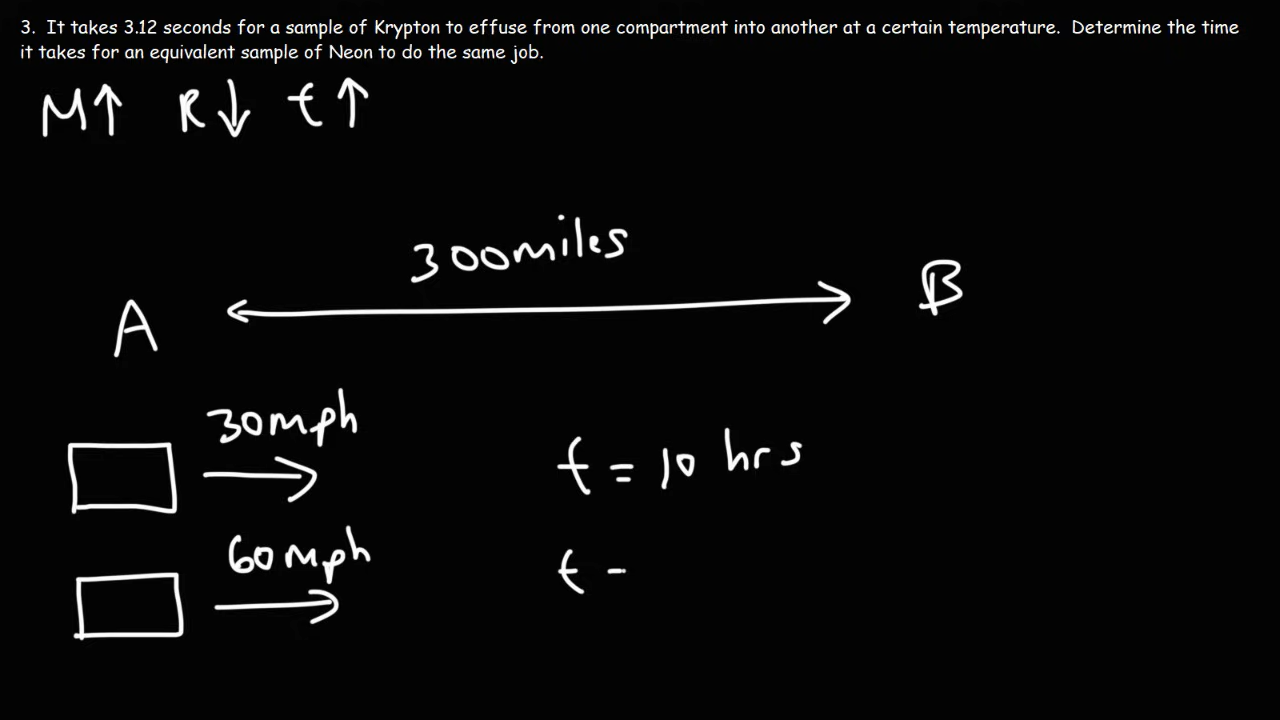 3. It takes 3.12 seconds for a sample of Krypton to effuse from one compartment into another at a certain temperature. Determine the time
it takes for an equivalent sample of Neon to do the same job.
M↑ R↓ t↑
300miles
A B
30mph
t = 10 hrs
60mph
t -